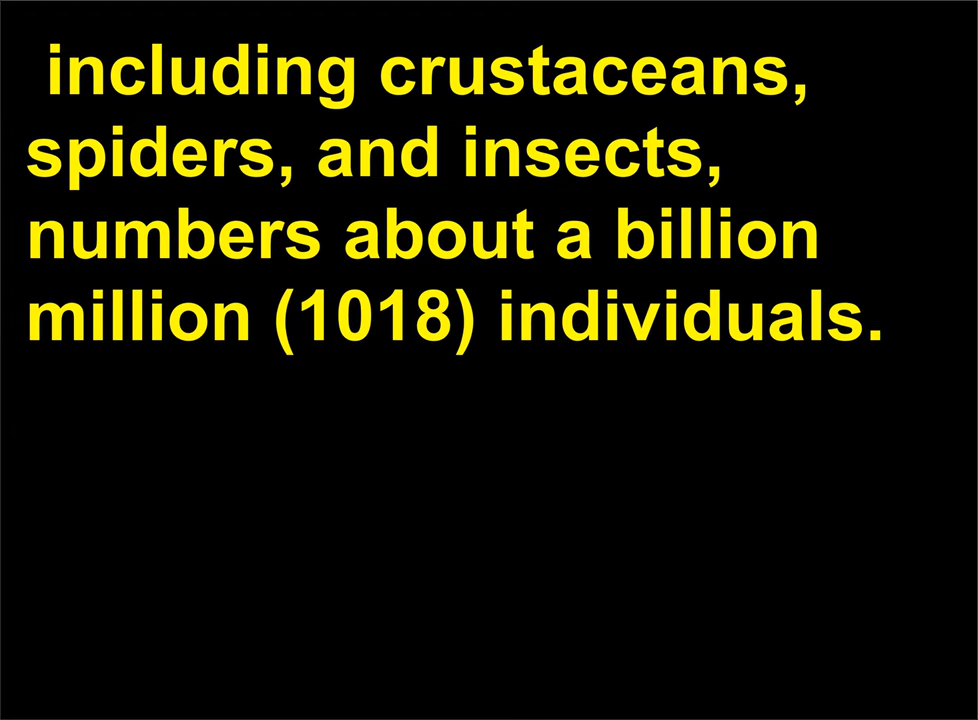 including crustaceans,
spiders, and insects,
numbers about a billion
million (1018) individuals.